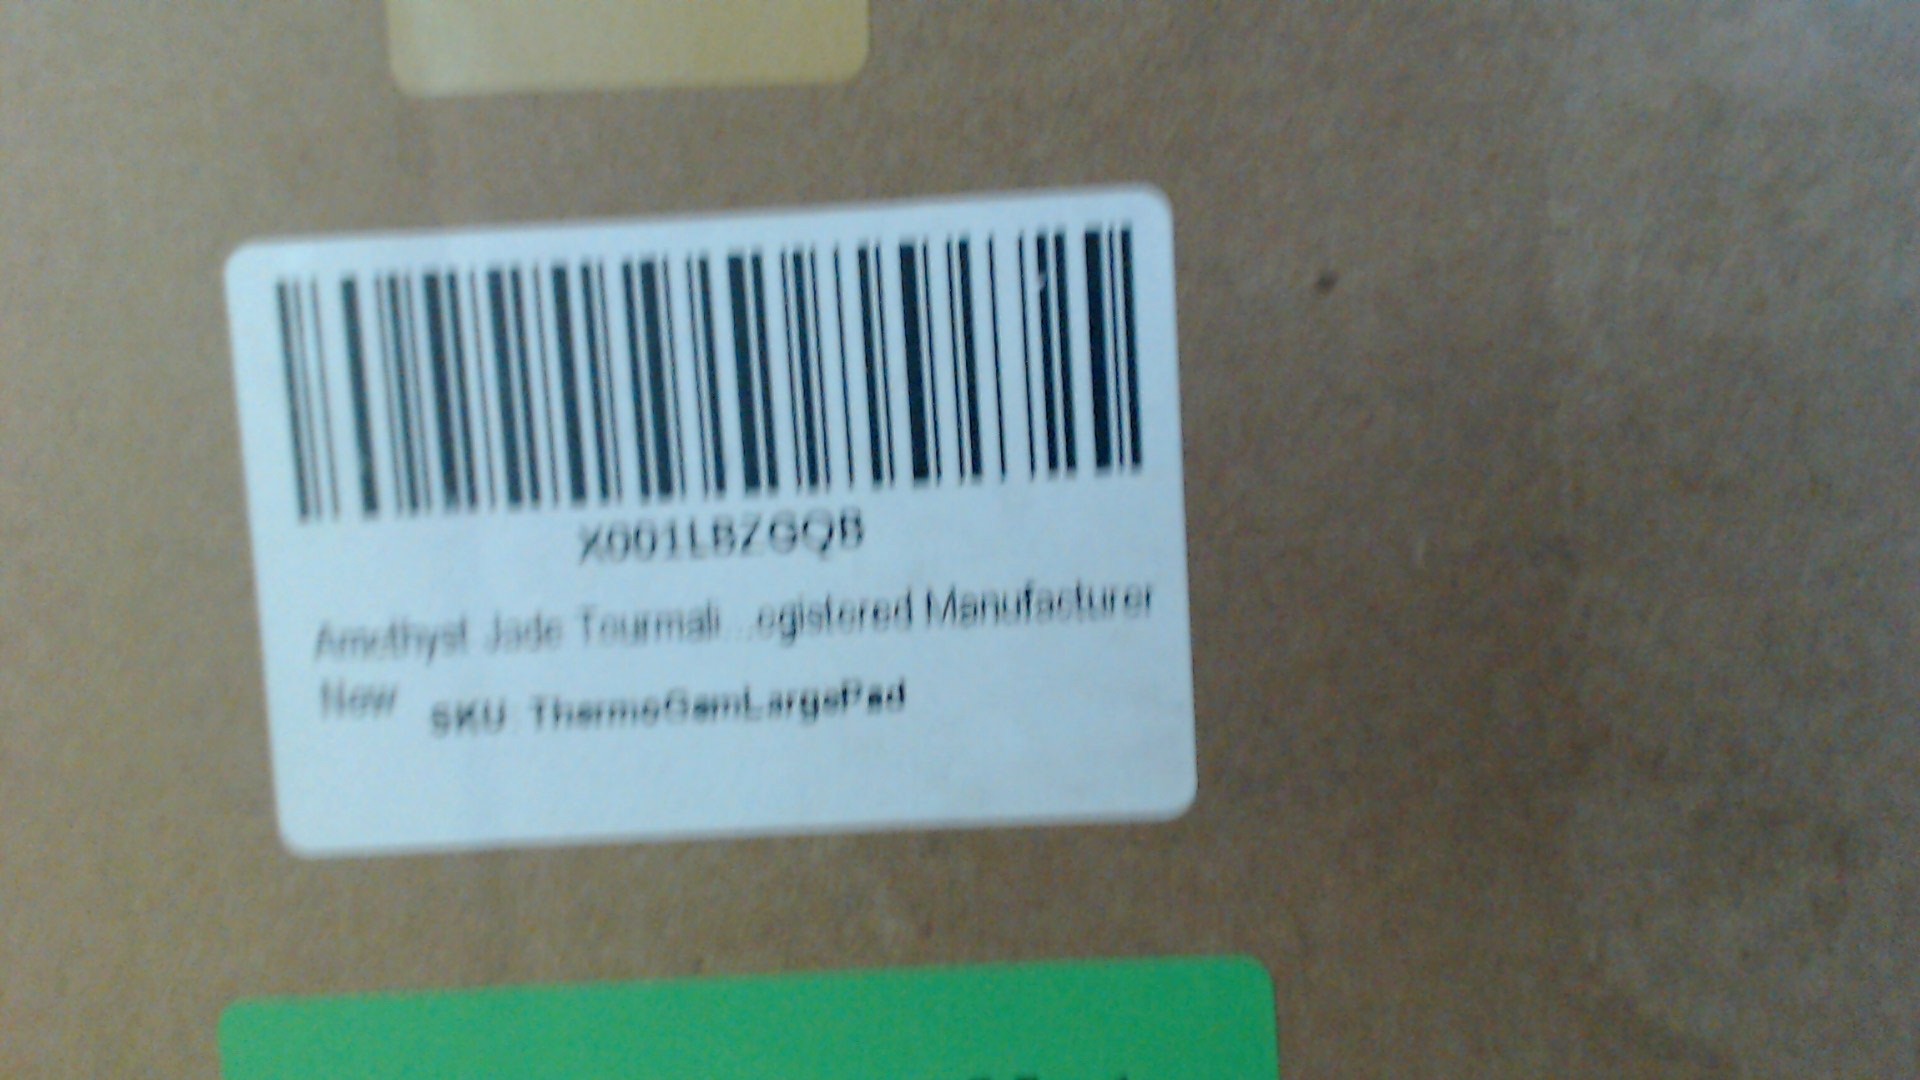 X001LBZGQB
Amethyst Jade Tourmali...egistered Manufacturer
New
SKU: ThermoGemLargePad